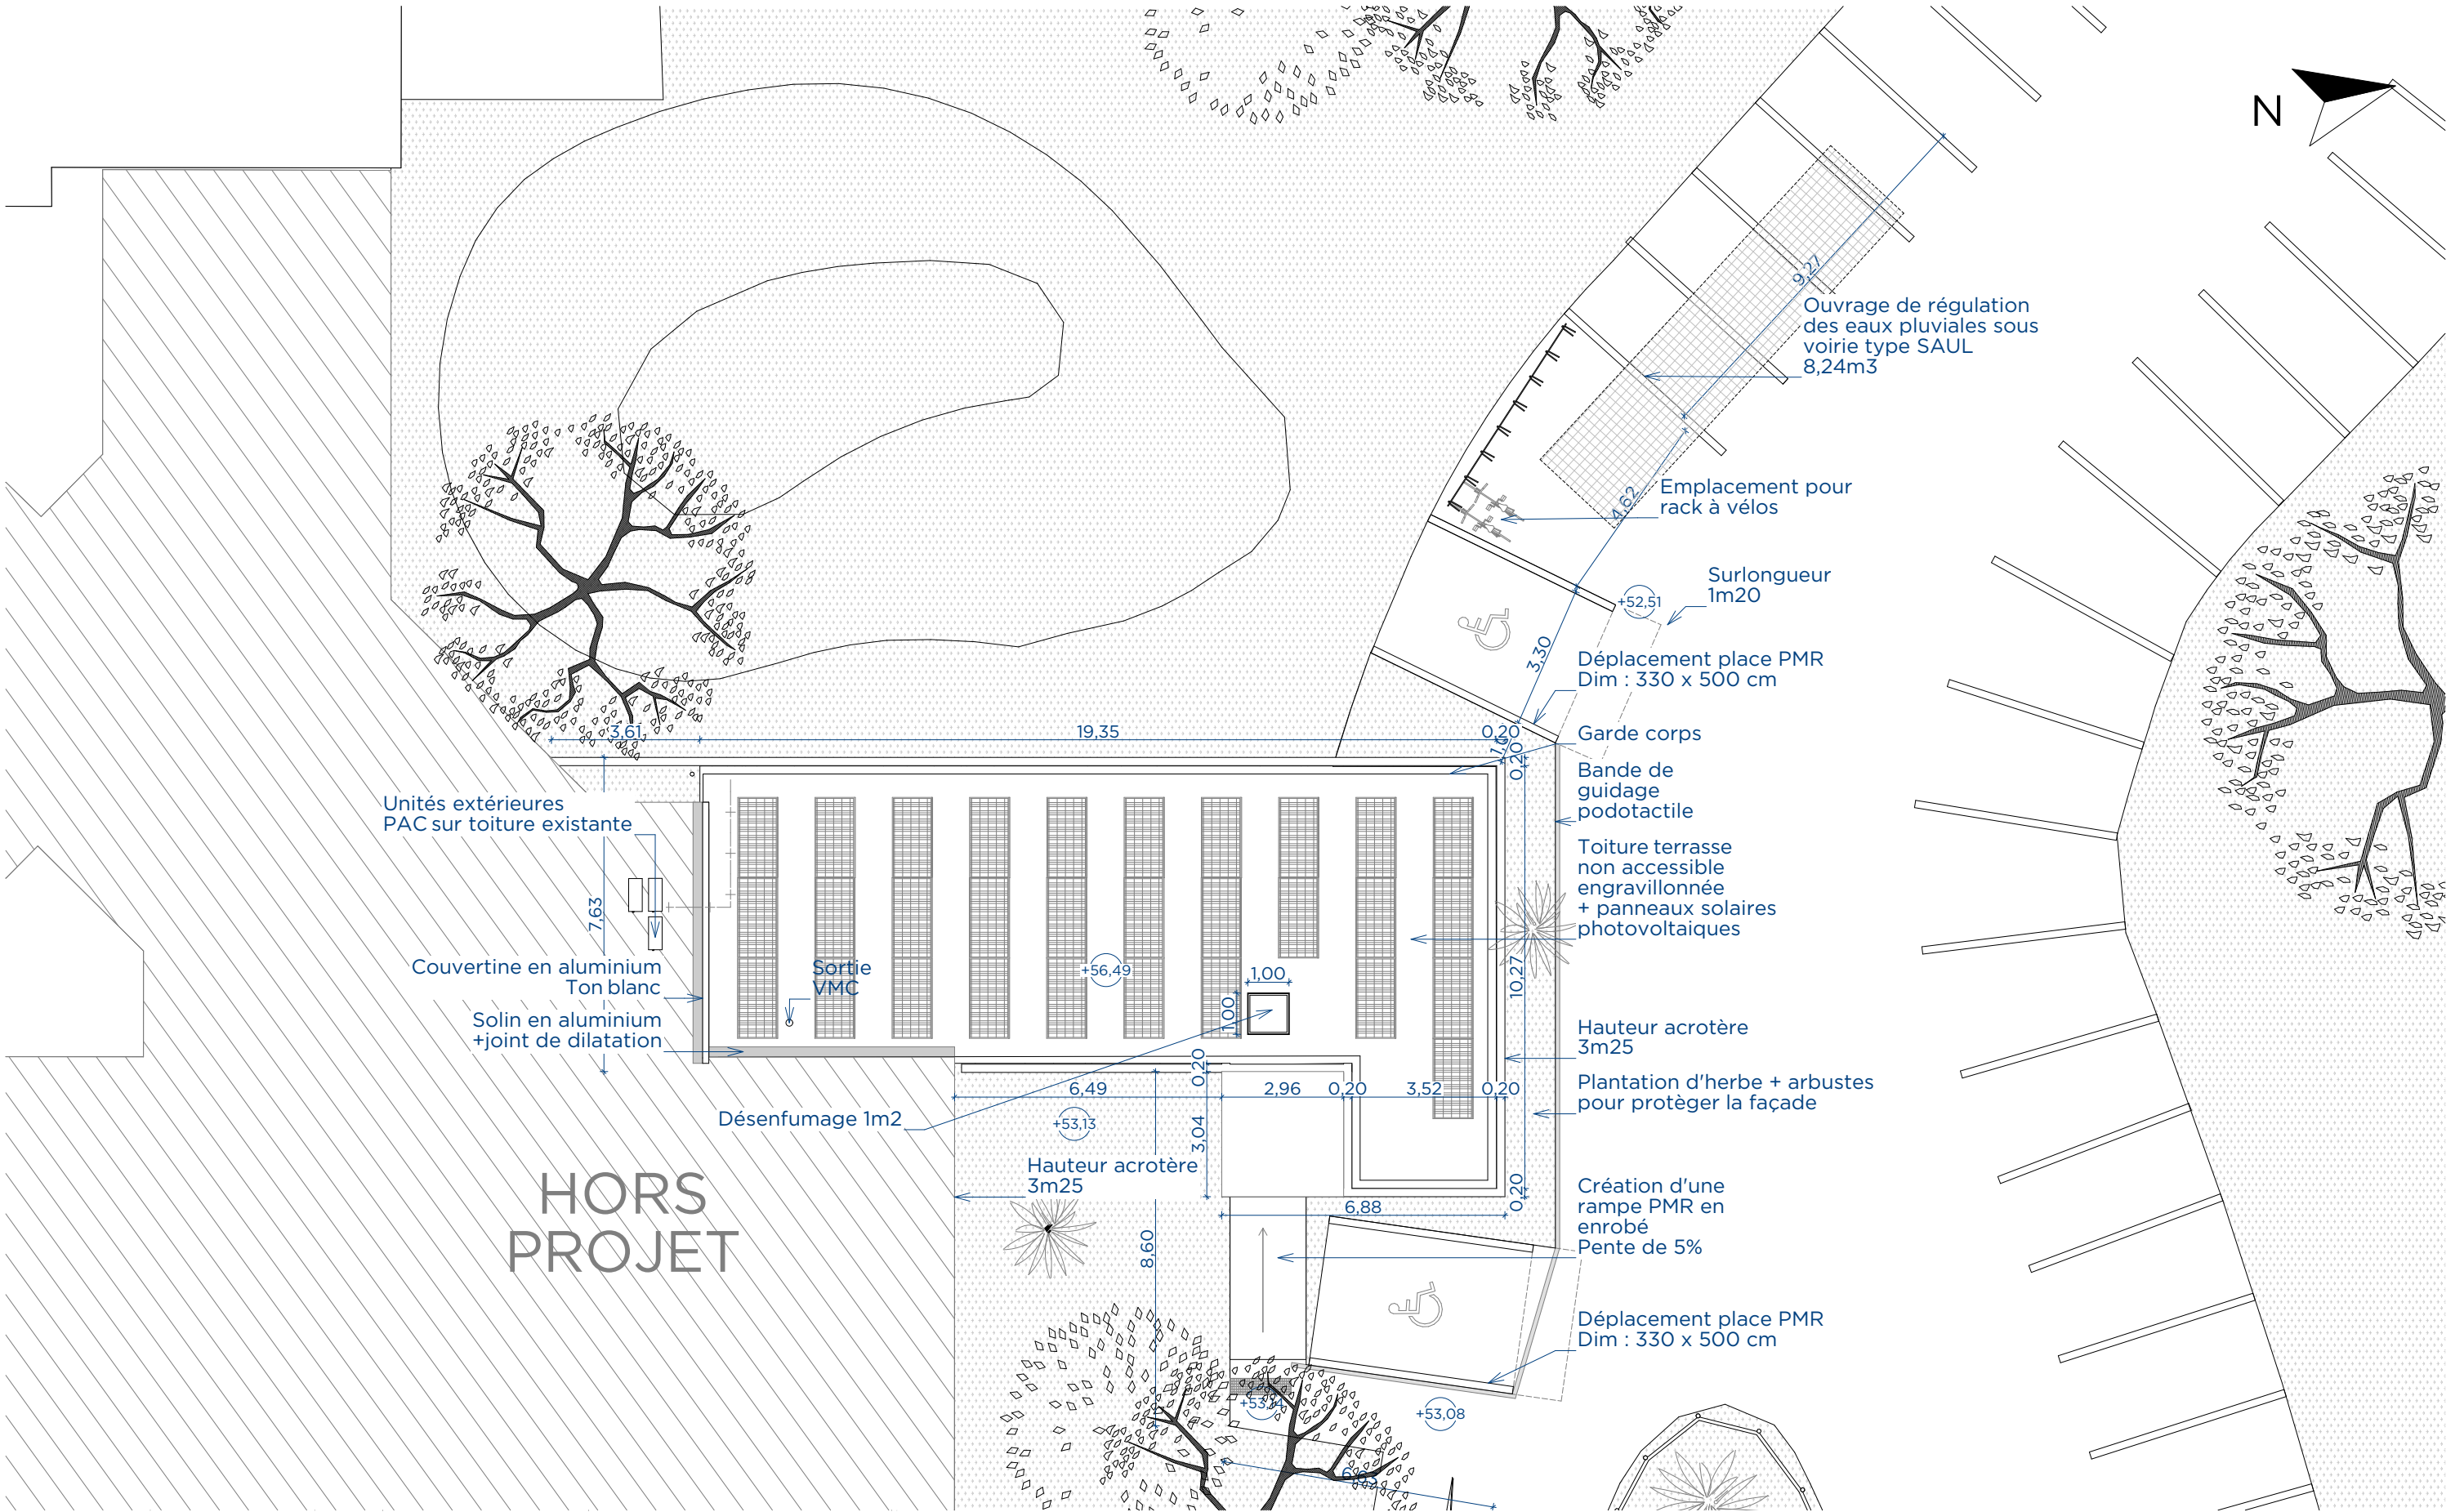 N
9,27
Ouvrage de régulation
des eaux pluviales sous
voirie type SAUL
8,24m3
4,62
Emplacement pour
rack à vélos
Surlongueur
1m20
+52,51
3,30
Déplacement place PMR
Dim : 330 x 500 cm
3,61
19,35
0,20
0,20
Garde corps
Bande de
guidage
podotactile
Unités extérieures
PAC sur toiture existante
7,63
Toiture terrasse
non accessible
engravillonnée
+ panneaux solaires
photovoltaiques
Couvertine en aluminium
Ton blanc
Sortie
VMC
+56,49
1,00
1,00
10,27
Solin en aluminium
+joint de dilatation
Hauteur acrotère
3m25
0,20
6,49
2,96
0,20
3,52
0,20
Plantation d'herbe + arbustes
pour protèger la façade
Désenfumage 1m2
+53,13
3,04
Hauteur acrotère
3m25
HORS
PROJET
8,60
6,88
0,20
Création d'une
rampe PMR en
enrobé
Pente de 5%
Déplacement place PMR
Dim : 330 x 500 cm
+53,08